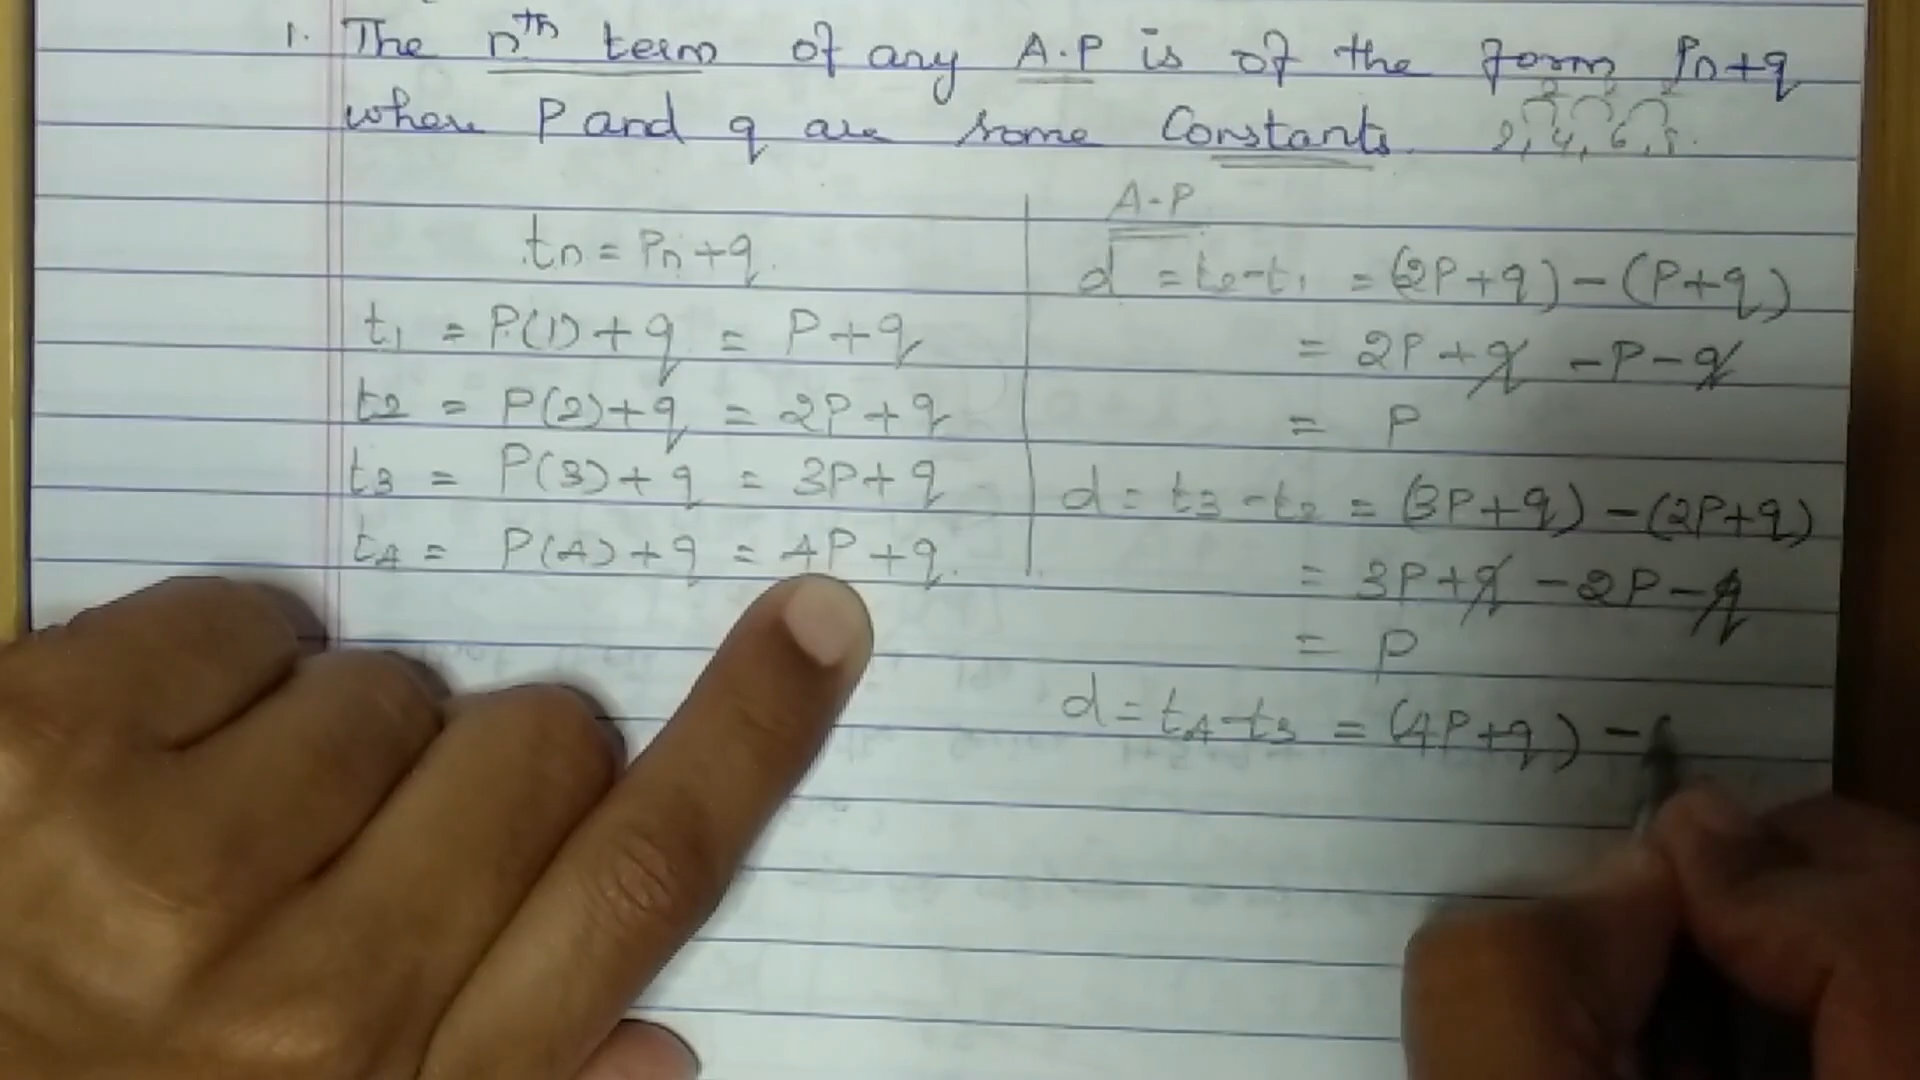 1. The nth term of any A.P is of the form Pn+q
where P and q are some Constants. 2, 4, 6, 8.
tn = Pn+q.
t1 = P(1)+q = P+q
t2 = P(2)+q = 2P+q
t3 = P(3)+q = 3P+q
t4 = P(4)+q = 4P+q.
A.P
d = t2-t1 = (2P+q)-(P+q)
= 2P+q -P-q
= P
d = t3-t2 = (3P+q)-(2P+q)
= 3P+q -2P-q
= P
d = t4-t3 = (4P+q) -(